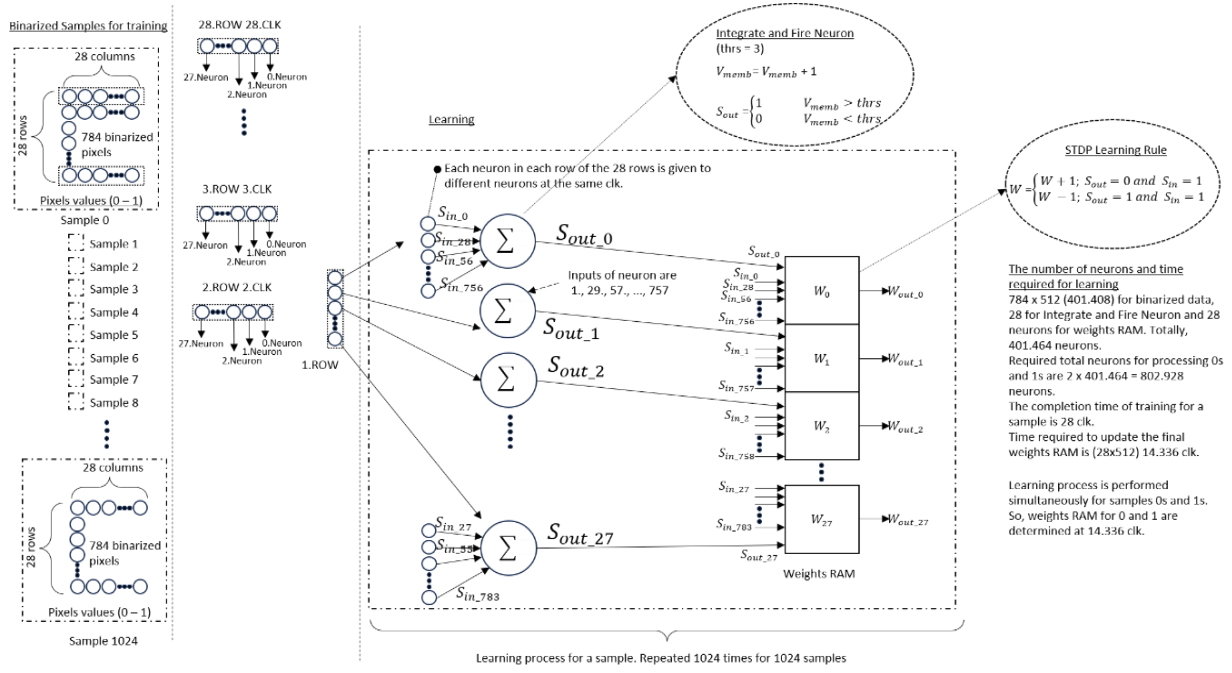 Binarized Samples for training
28 columns
28 rows
784 binarized
pixels
Pixels values (0 – 1)
Sample 0
Sample 1
Sample 2
Sample 3
Sample 4
Sample 5
Sample 6
Sample 7
Sample 8
28 columns
28 rows
784 binarized
pixels
Pixels values (0 – 1)
Sample 1024
28.ROW 28.CLK
27.Neuron
0.Neuron
1.Neuron
2.Neuron
3.ROW 3.CLK
27.Neuron
0.Neuron
1.Neuron
2.Neuron
2.ROW 2.CLK
27.Neuron
0.Neuron
1.Neuron
2.Neuron
1.ROW
Learning
Each neuron in each row of the 28 rows is given to
different neurons at the same clk.
S_in_0
S_in_28
S_in_56
S_in_756
∑
S_out_0
Inputs of neuron are
1., 29., 57., ..., 757
∑
S_out_1
∑
S_out_2
S_in_27
S_in_55
S_in_783
∑
S_out_27
S_out_0
S_in_0
S_in_28
S_in_56
S_in_756
W_0
W_out_0
S_in_1
S_in_757
W_1
W_out_1
S_in_2
S_in_758
W_2
W_out_2
S_in_27
S_in_783
S_out_27
W_27
W_out_27
Weights RAM
Learning process for a sample. Repeated 1024 times for 1024 samples
Integrate and Fire Neuron
(thrs = 3)
V_memb = V_memb + 1
S_out = {1 V_memb > thrs
0 V_memb < thrs
STDP Learning Rule
W = {W + 1; S_out = 0 and S_in = 1
W − 1; S_out = 1 and S_in = 1
The number of neurons and time
required for learning
784 x 512 (401.408) for binarized data,
28 for Integrate and Fire Neuron and 28
neurons for weights RAM. Totally,
401.464 neurons.
Required total neurons for processing 0s
and 1s are 2 x 401.464 = 802.928
neurons.
The completion time of training for a
sample is 28 clk.
Time required to update the final
weights RAM is (28x512) 14.336 clk.
Learning process is performed
simultaneously for samples 0s and 1s.
So, weights RAM for 0 and 1 are
determined at 14.336 clk.